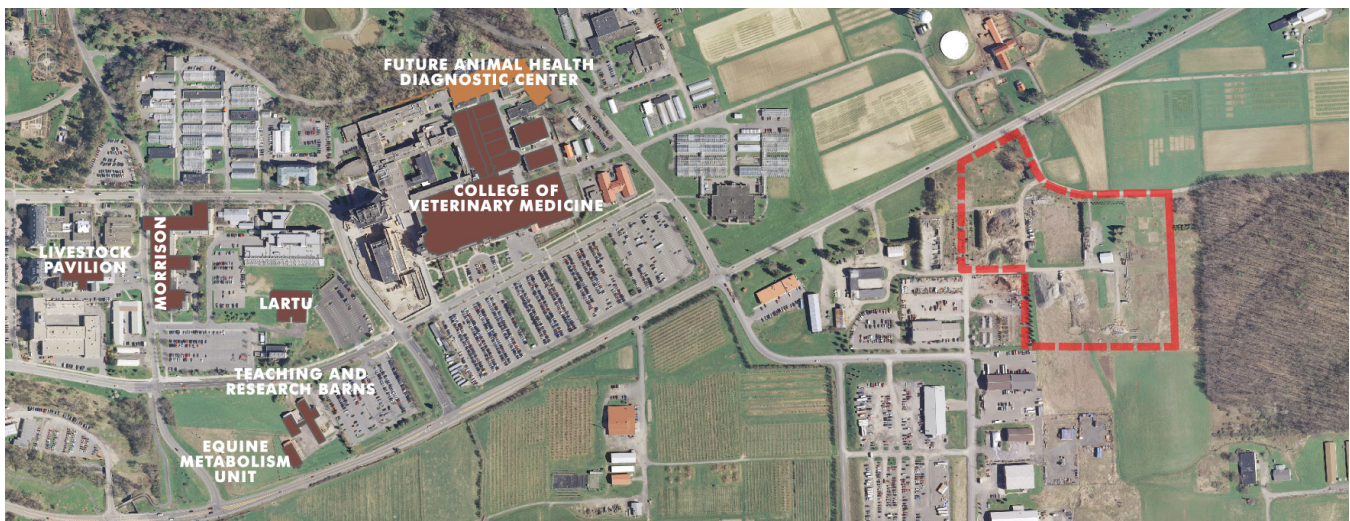 FUTURE ANIMAL HEALTH
DIAGNOSTIC CENTER
COLLEGE OF
VETERINARY MEDICINE
LIVESTOCK
PAVILION
MORRISON
LARTU
TEACHING AND
RESEARCH BARNS
EQUINE
METABOLISM
UNIT